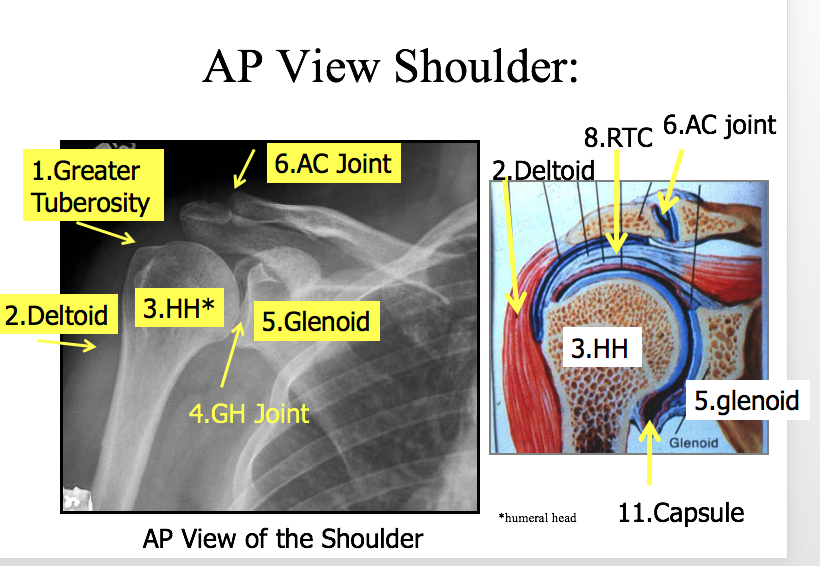 AP View Shoulder:
1.Greater
Tuberosity
6.AC Joint
2.Deltoid
3.HH*
5.Glenoid
4.GH Joint
AP View of the Shoulder
8.RTC
6.AC joint
2.Deltoid
3.HH
5.glenoid
Glenoid
11.Capsule
*humeral head